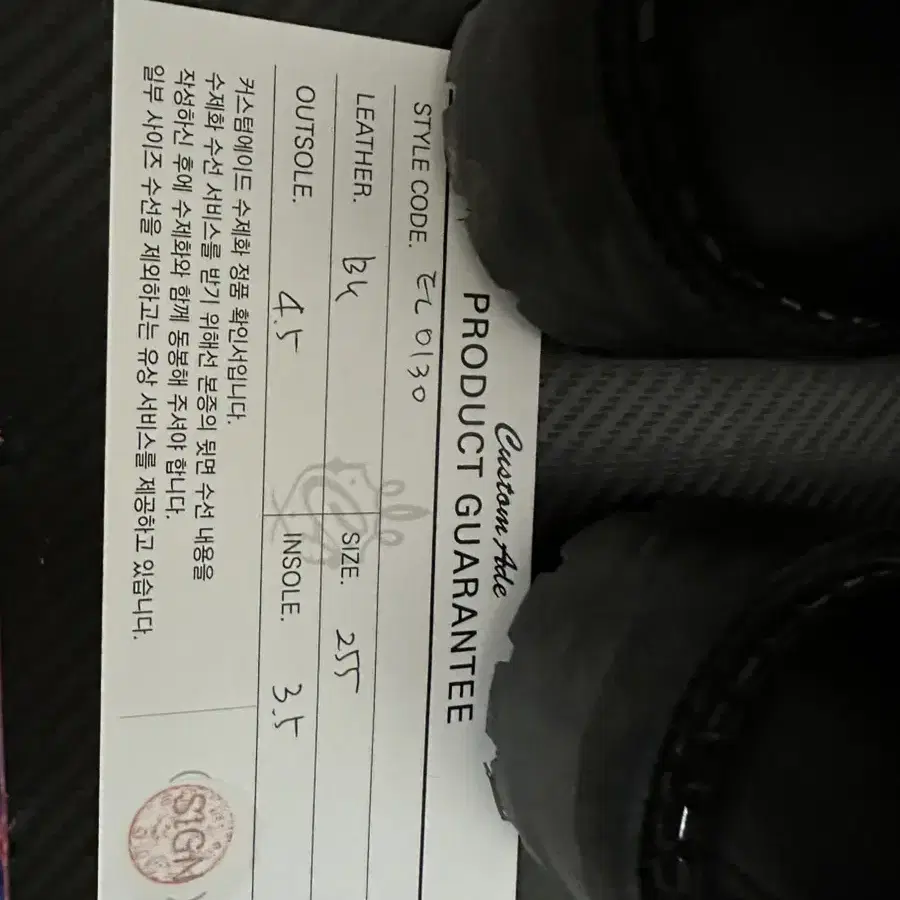 Custom Ade
PRODUCT GUARANTEE
STYLE CODE. ZL 0130
LEATHER. BK SIZE. 255
OUTSOLE. 4.5 INSOLE. 3.5
커스텀에이드 수제화 정품 확인서입니다.
수제화 수선 서비스를 받기 위해선 본증의 뒷면 수선 내용을
작성하신 후에 수제화와 함께 동봉해 주셔야 합니다.
일부 사이즈 수선을 제외하고는 유상 서비스를 제공하고 있습니다.
(SIGN)